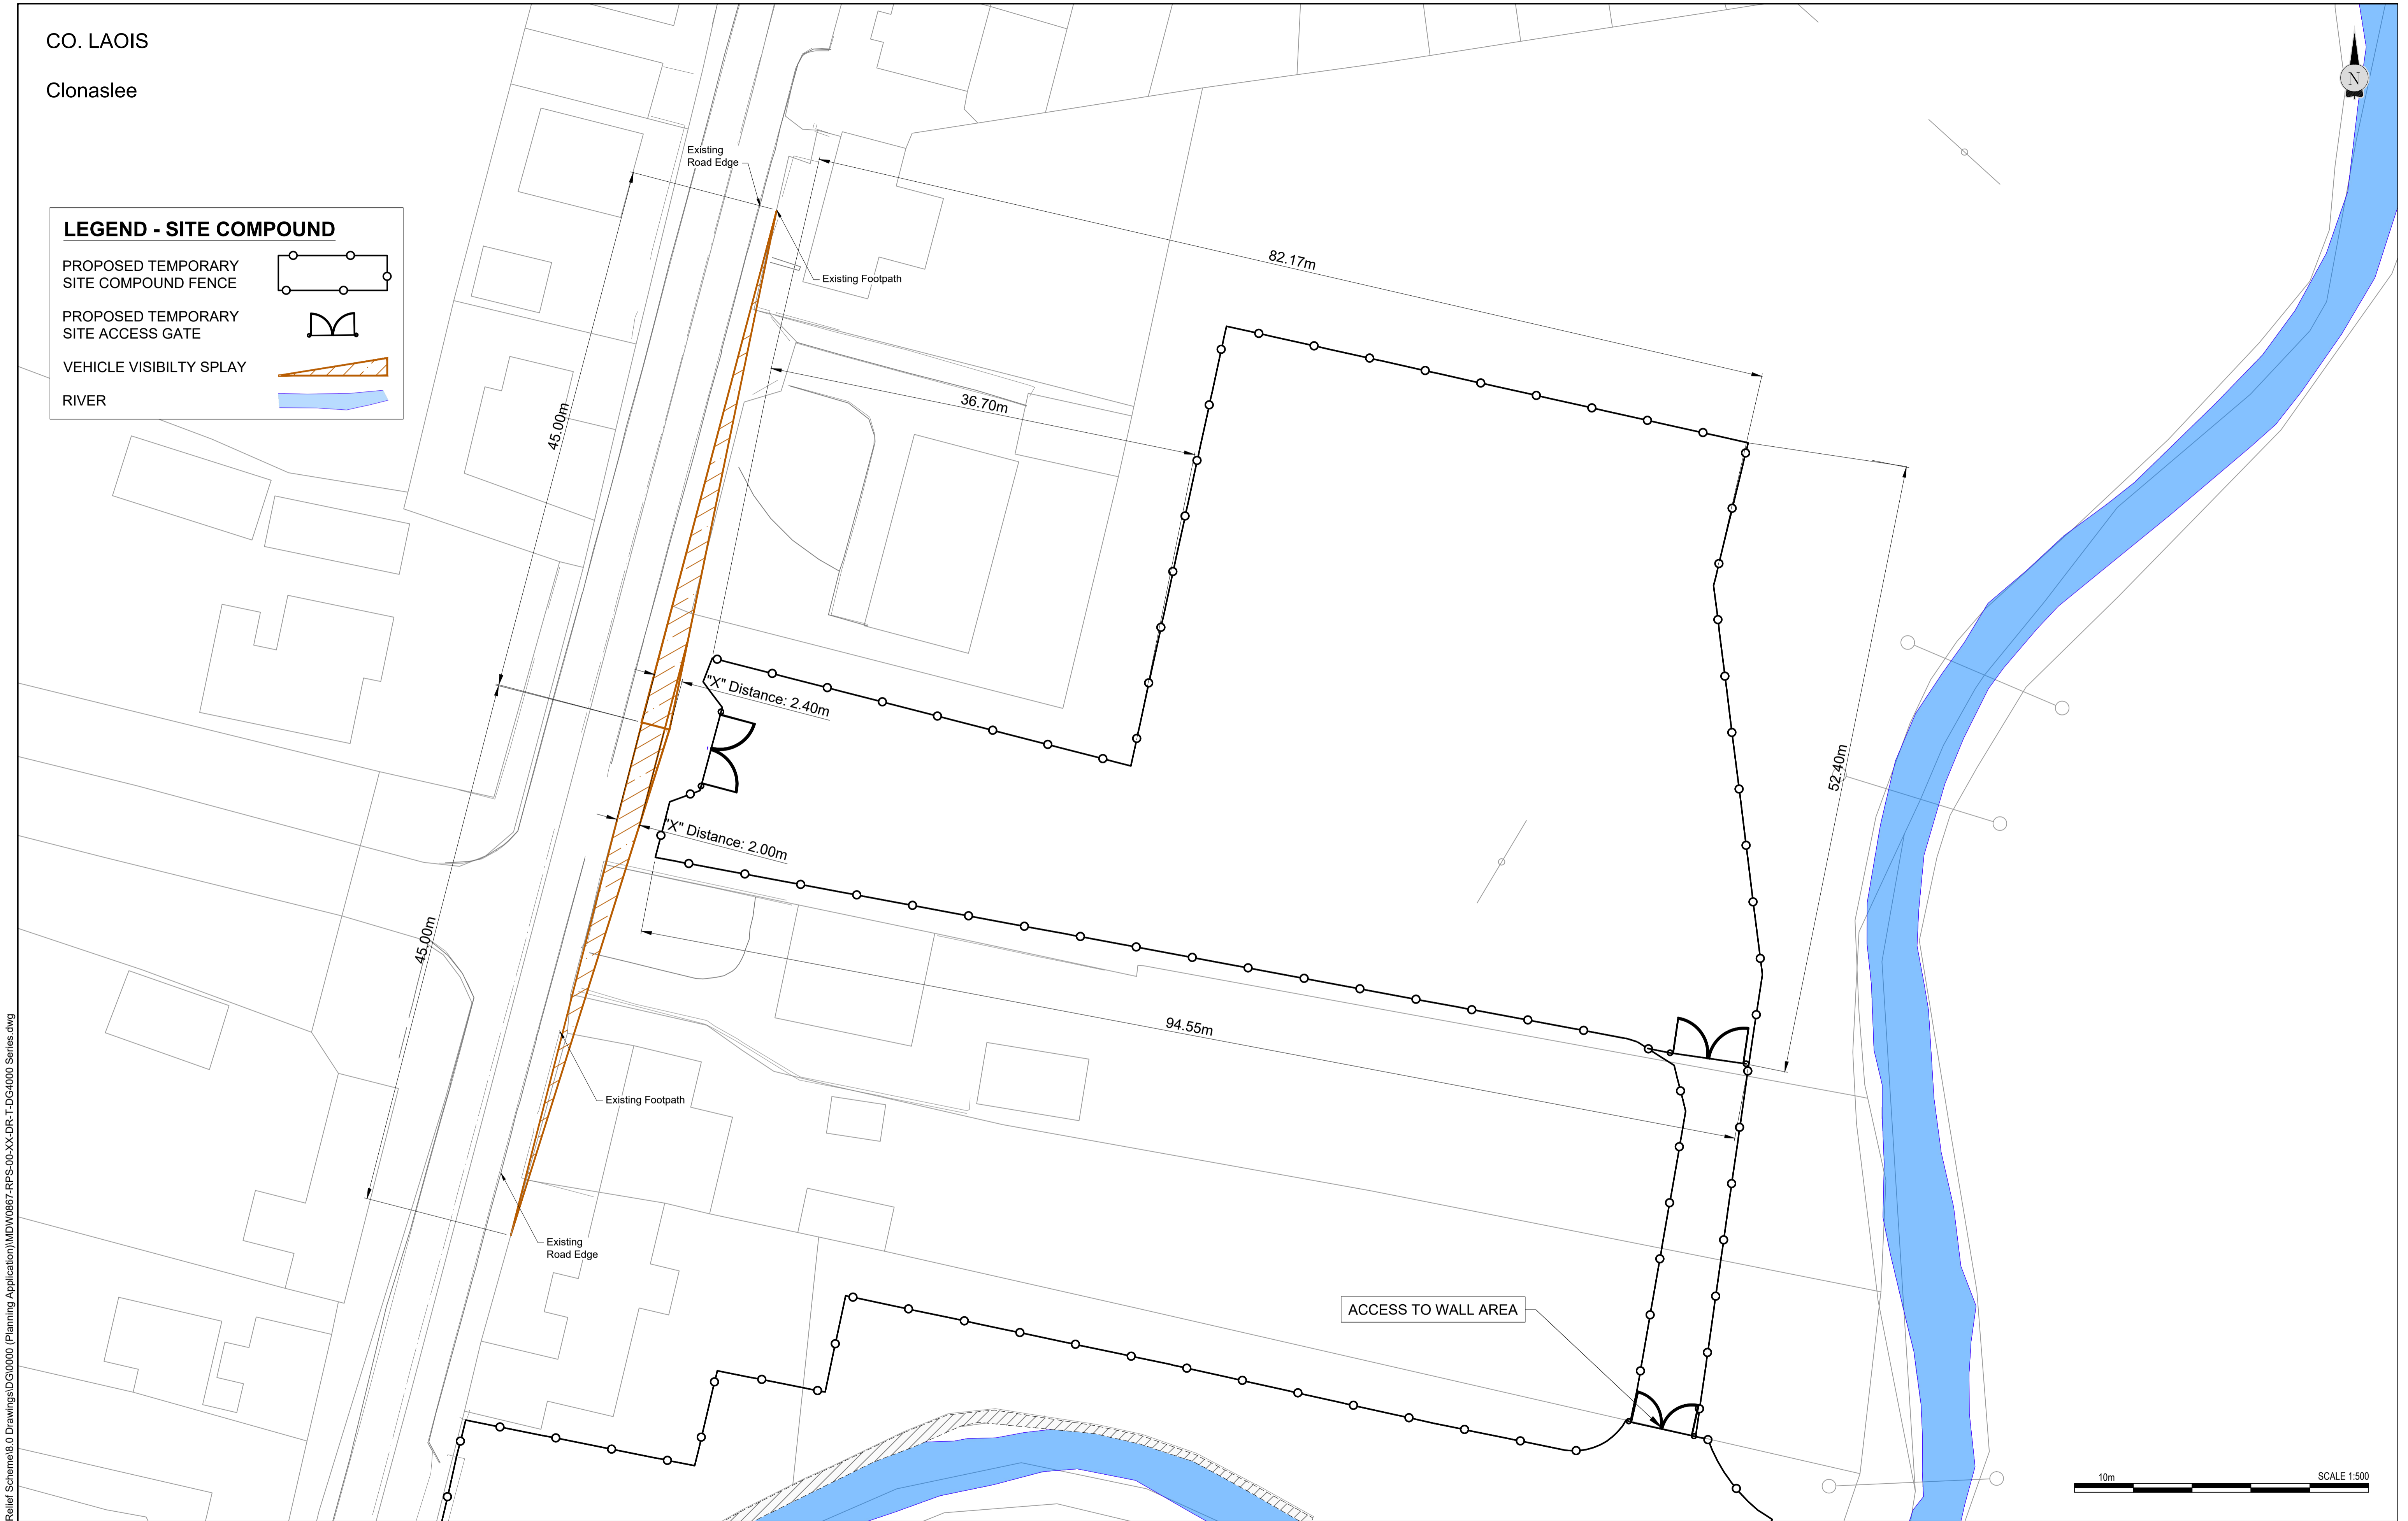 CO. LAOIS
Clonaslee
N
LEGEND - SITE COMPOUND
PROPOSED TEMPORARY
SITE COMPOUND FENCE
PROPOSED TEMPORARY
SITE ACCESS GATE
VEHICLE VISIBILTY SPLAY
RIVER
Existing
Road Edge
Existing Footpath
82.17m
36.70m
45.00m
"X" Distance: 2.40m
52.40m
"X" Distance: 2.00m
45.00m
94.55m
Existing Footpath
Existing
Road Edge
ACCESS TO WALL AREA
10m
SCALE 1:500
Relief Scheme\8.0 Drawings\DG\0000 (Planning Application)\MDW0867-RPS-00-XX-DR-T-DG4000 Series.dwg